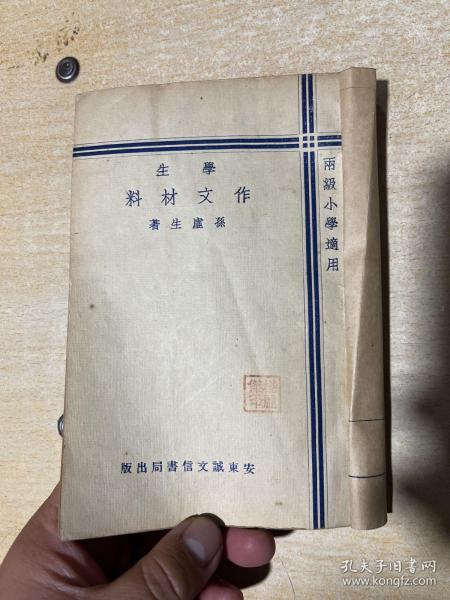 兩級小學適用
學生
作文材料
孫虛生著
安東誠文信書局出版
孔夫子旧书网
www.kongfz.com